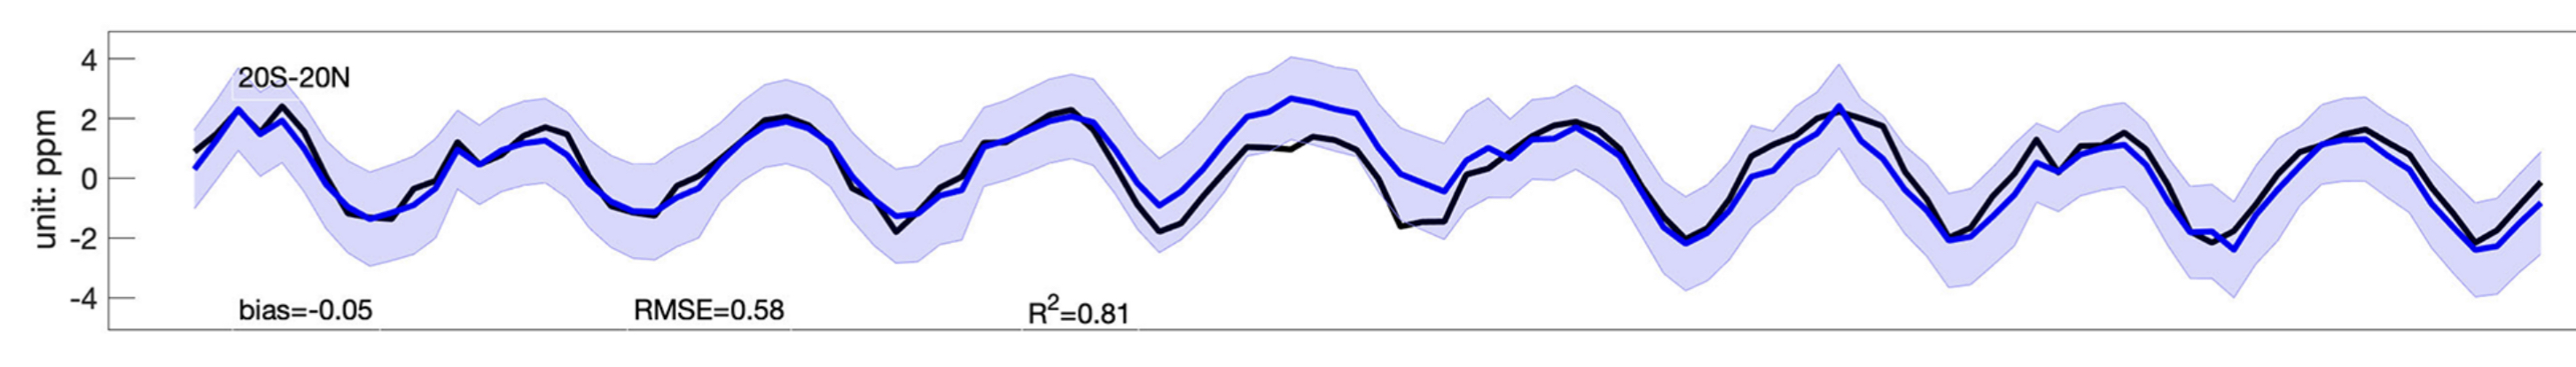 unit: ppm
4
2
0
-2
-4
20S-20N
bias=-0.05
RMSE=0.58
R²=0.81